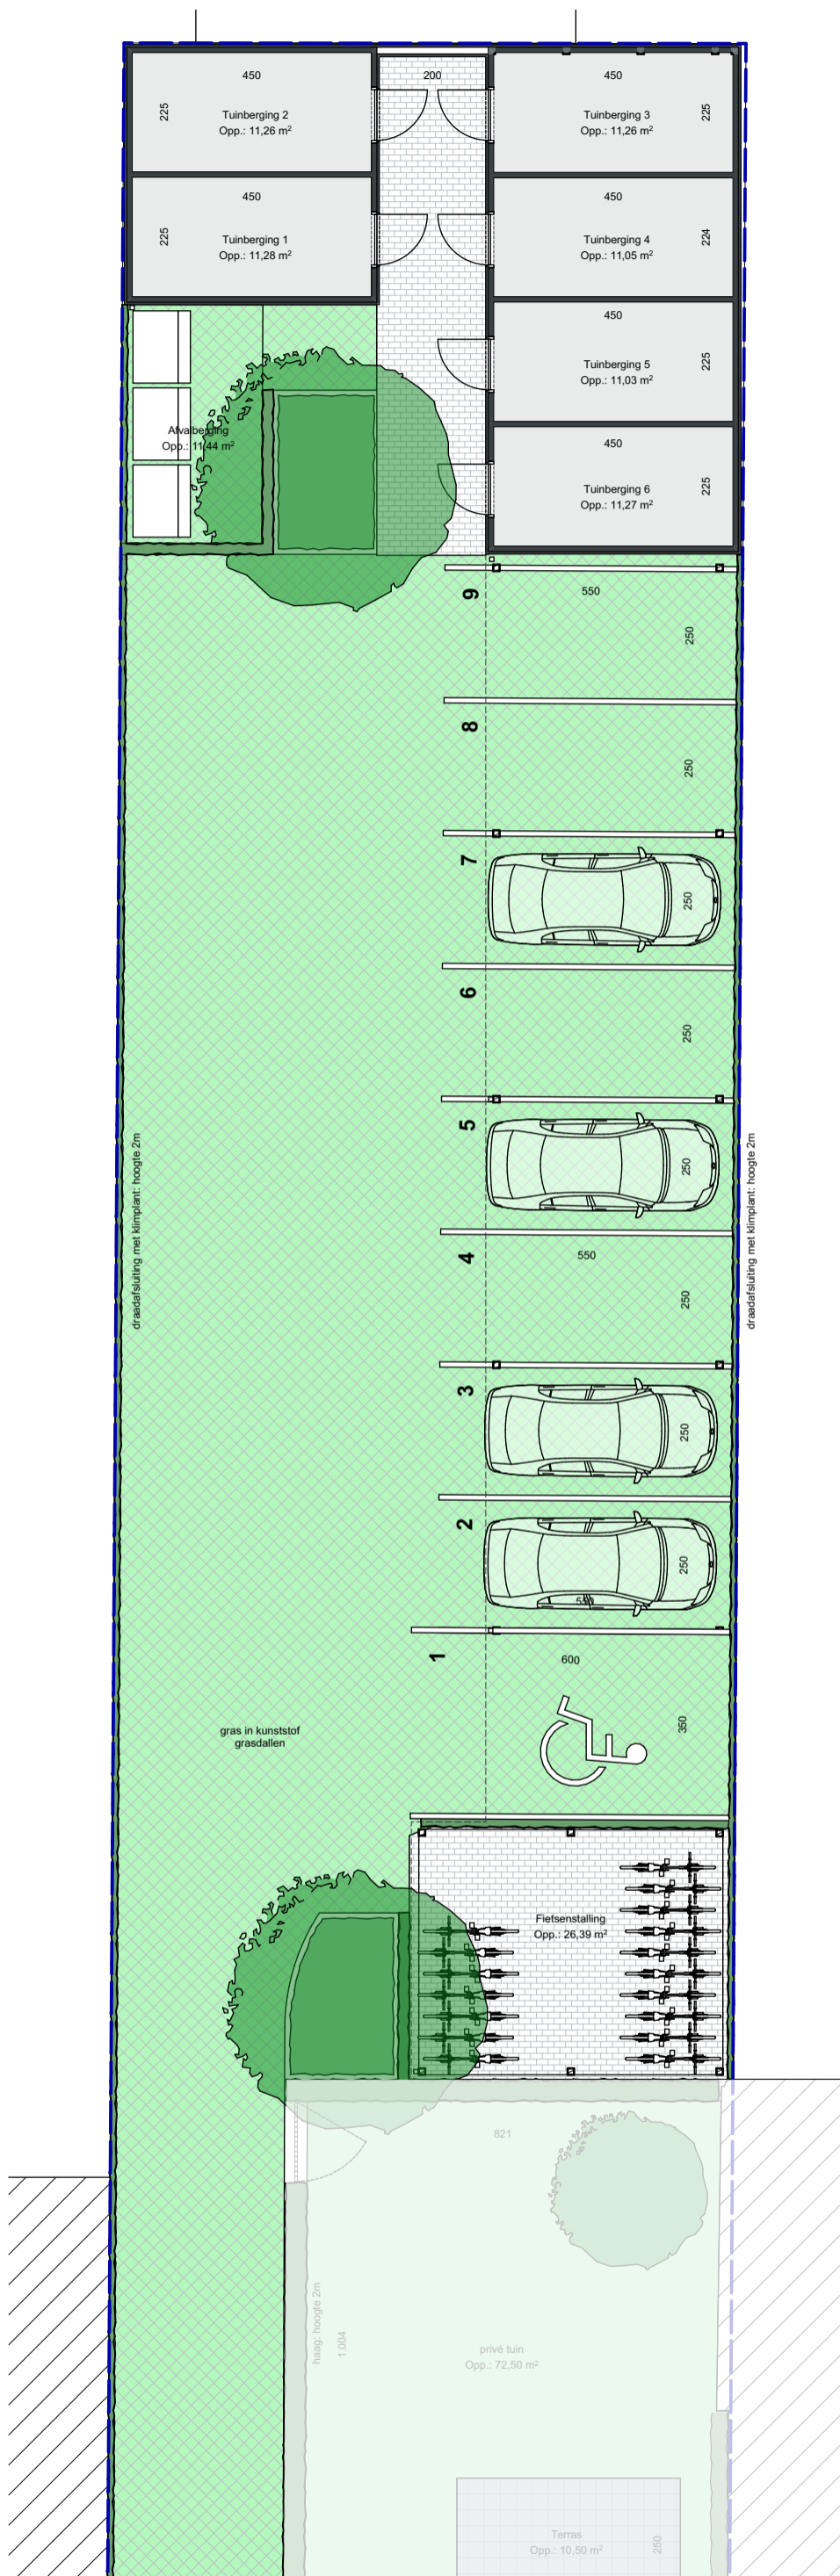 450
200
450
225
Tuinberging 2
Opp.: 11,26 m²
Tuinberging 3
Opp.: 11,26 m²
225
450
450
225
Tuinberging 1
Opp.: 11,28 m²
Tuinberging 4
Opp.: 11,05 m²
224
450
Tuinberging 5
Opp.: 11,03 m²
225
Afvalberging
Opp.: 11,44 m²
450
Tuinberging 6
Opp.: 11,27 m²
225
9
550
250
8
250
7
250
6
250
5
250
draadafsluiting met klimplant: hoogte 2m
draadafsluiting met klimplant: hoogte 2m
4
550
250
3
250
2
250
550
1
600
350
gras in kunststof
grasdallen
Fietsenstalling
Opp.: 26,39 m²
821
haag: hoogte 2m
1.004
privé tuin
Opp.: 72,50 m²
Terras
Opp.: 10,50 m²
250